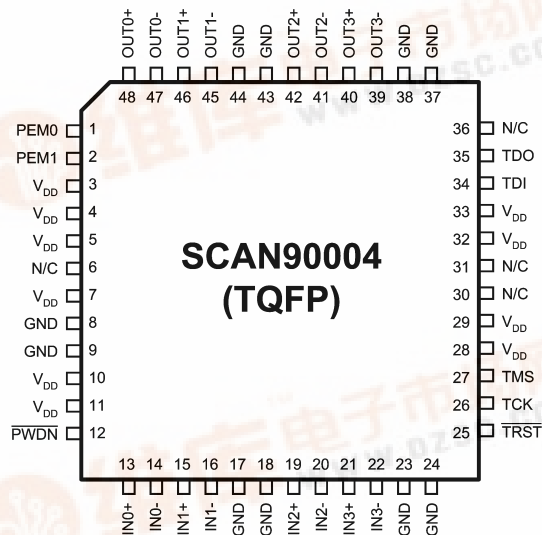 OUT0+ OUT0- OUT1+ OUT1- GND GND OUT2+ OUT2- OUT3+ OUT3- GND GND
48 47 46 45 44 43 42 41 40 39 38 37
PEM0 1
PEM1 2
VDD 3
VDD 4
VDD 5
N/C 6
VDD 7
GND 8
GND 9
VDD 10
VDD 11
PWDN 12
SCAN90004
(TQFP)
36 N/C
35 TDO
34 TDI
33 VDD
32 VDD
31 N/C
30 N/C
29 VDD
28 VDD
27 TMS
26 TCK
25 TRST
13 14 15 16 17 18 19 20 21 22 23 24
IN0+ IN0- IN1+ IN1- GND GND IN2+ IN2- IN3+ IN3- GND GND